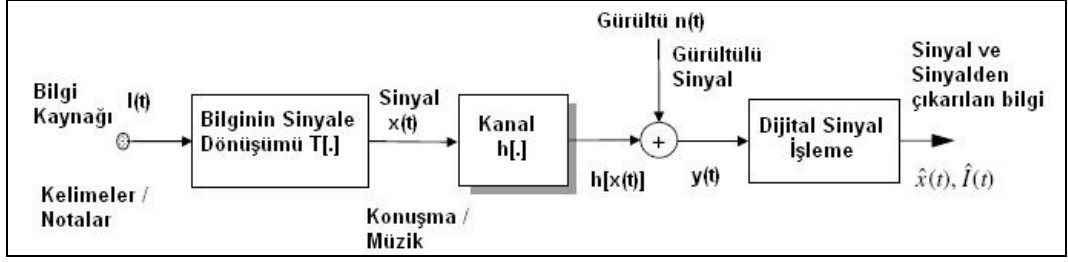 Bilgi
Kaynağı
I(t)
Kelimeler /
Notalar
Bilginin Sinyale
Dönüşümü T[.]
Sinyal
x(t)
Konuşma /
Müzik
Kanal
h[.]
h[x(t)]
Gürültü n(t)
Gürültülü
Sinyal
+
y(t)
Dijital Sinyal
İşleme
Sinyal ve
Sinyalden
çıkarılan bilgi
x̂(t), Î(t)